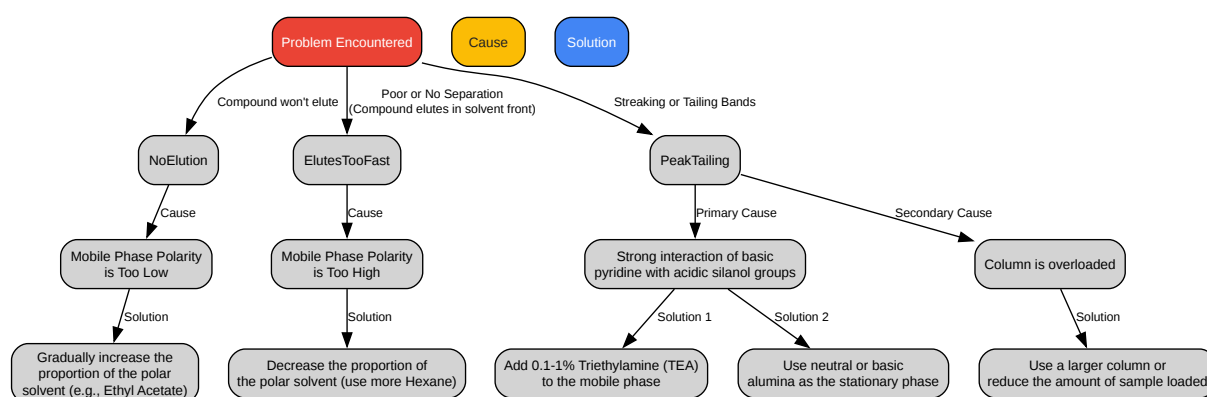 Problem Encountered
Cause
Solution
Compound won't elute
Poor or No Separation
(Compound elutes in solvent front)
Streaking or Tailing Bands
NoElution
ElutesTooFast
PeakTailing
Cause
Cause
Primary Cause
Secondary Cause
Mobile Phase Polarity
is Too Low
Mobile Phase Polarity
is Too High
Strong interaction of basic
pyridine with acidic silanol groups
Column is overloaded
Solution
Solution
Solution 1
Solution 2
Solution
Gradually increase the
proportion of the polar
solvent (e.g., Ethyl Acetate)
Decrease the proportion of
the polar solvent (use more Hexane)
Add 0.1-1% Triethylamine (TEA)
to the mobile phase
Use neutral or basic
alumina as the stationary phase
Use a larger column or
reduce the amount of sample loaded